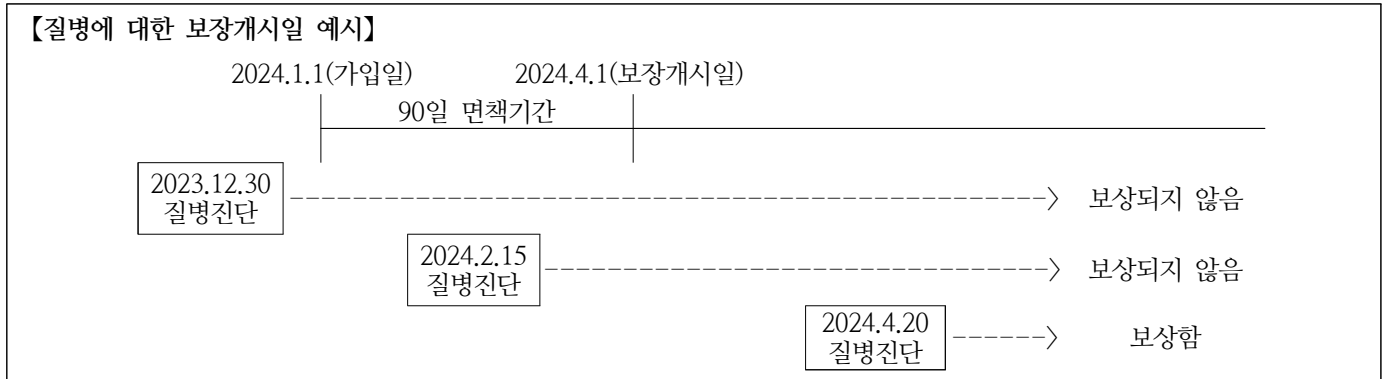 【질병에 대한 보장개시일 예시】
2024.1.1(가입일) 2024.4.1(보장개시일)
90일 면책기간
2023.12.30
질병진단
보상되지 않음
2024.2.15
질병진단
보상되지 않음
2024.4.20
질병진단
보상함